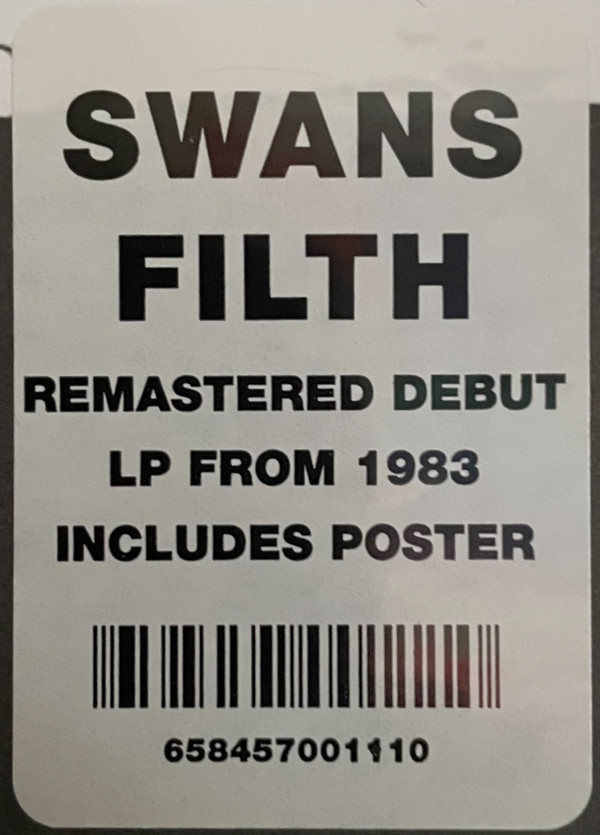 SWANS
FILTH
REMASTERED DEBUT
LP FROM 1983
INCLUDES POSTER
658457001110